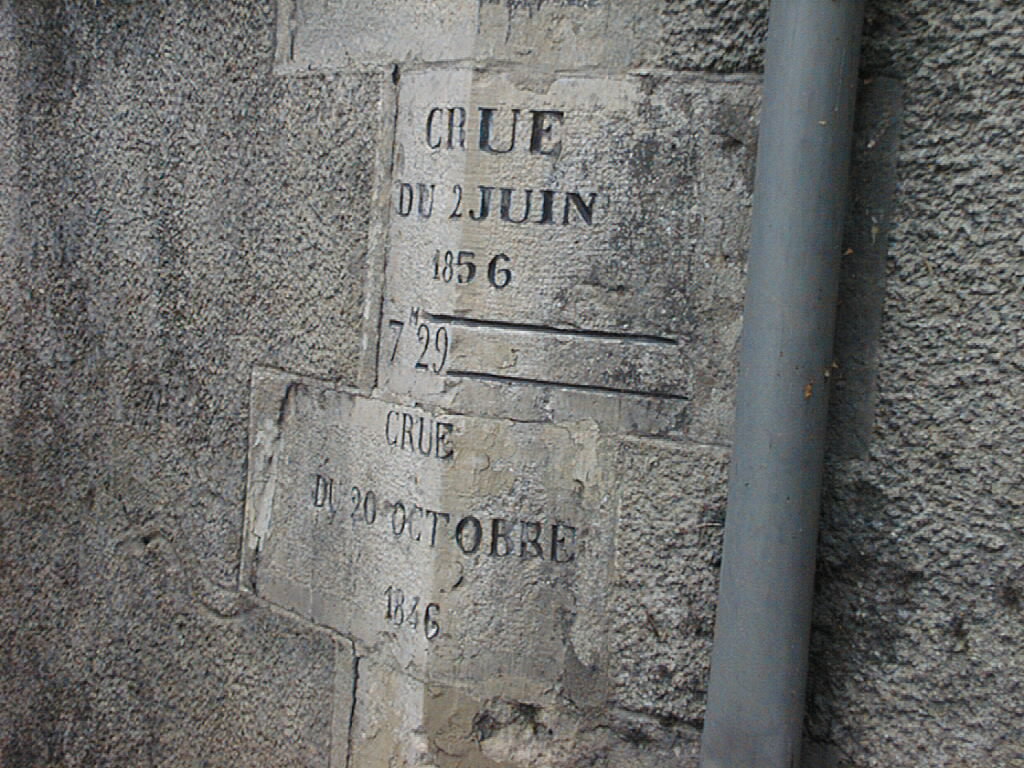 CRUE
DU 2 JUIN
1856
7 M 29
CRUE
DU 20 OCTOBRE
1846